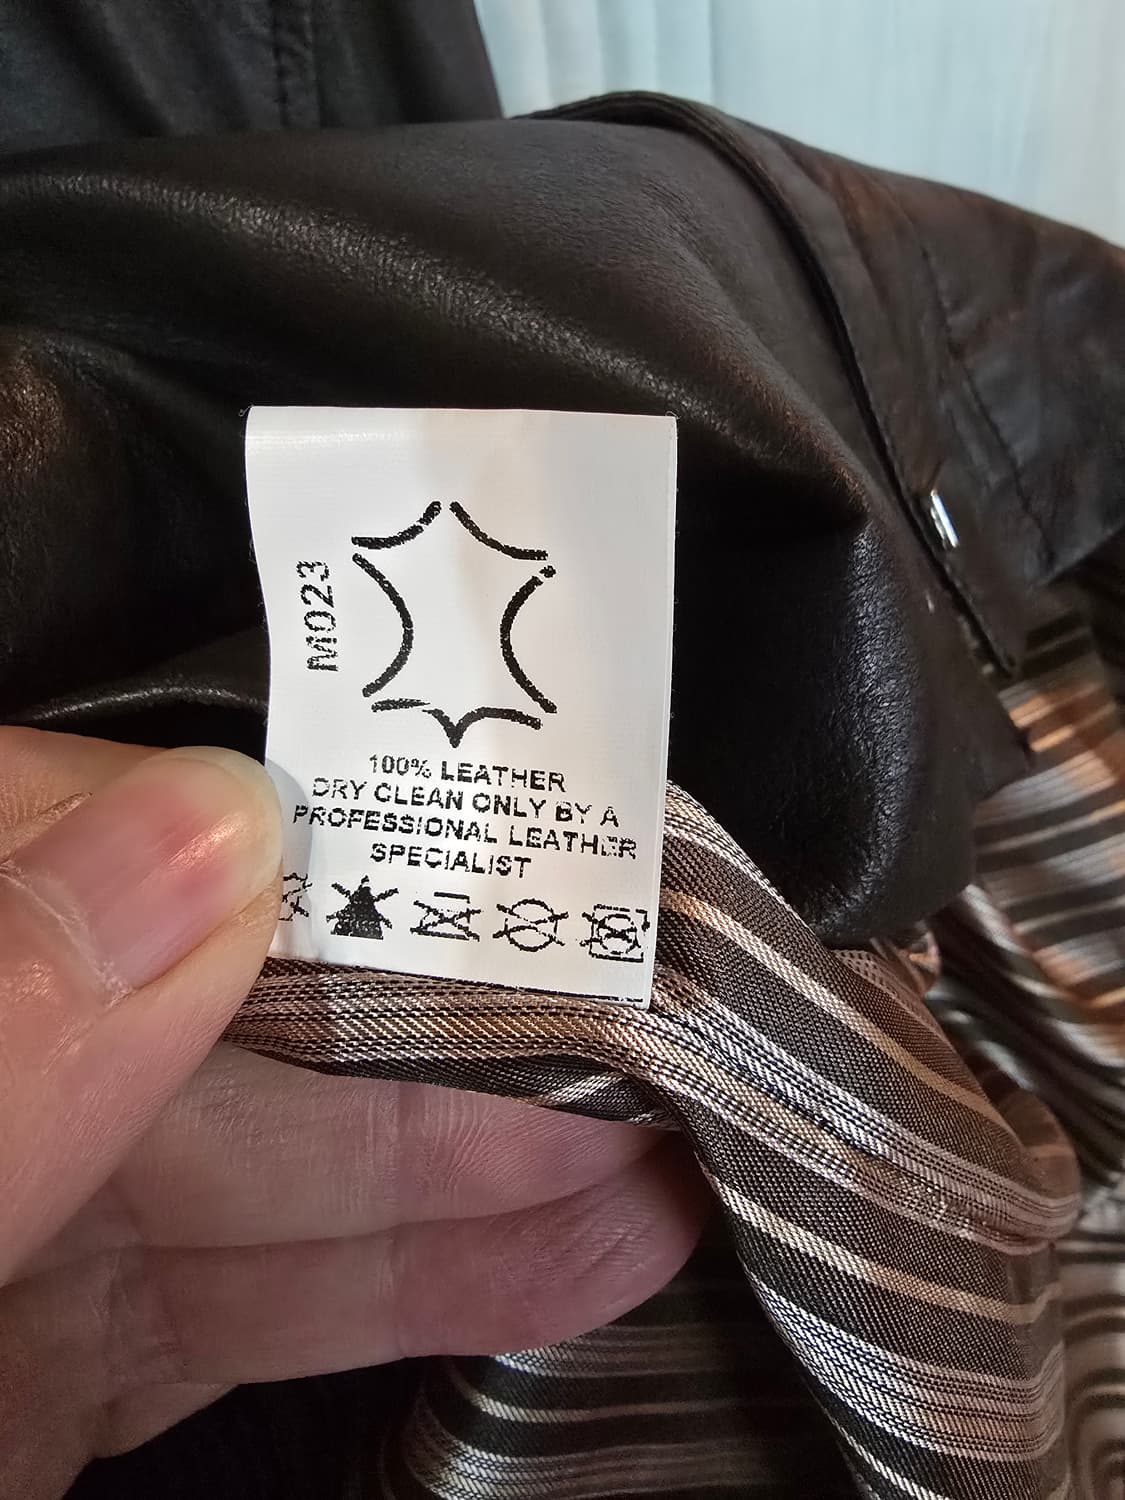 M023
100% LEATHER
DRY CLEAN ONLY BY A
PROFESSIONAL LEATHER
SPECIALIST